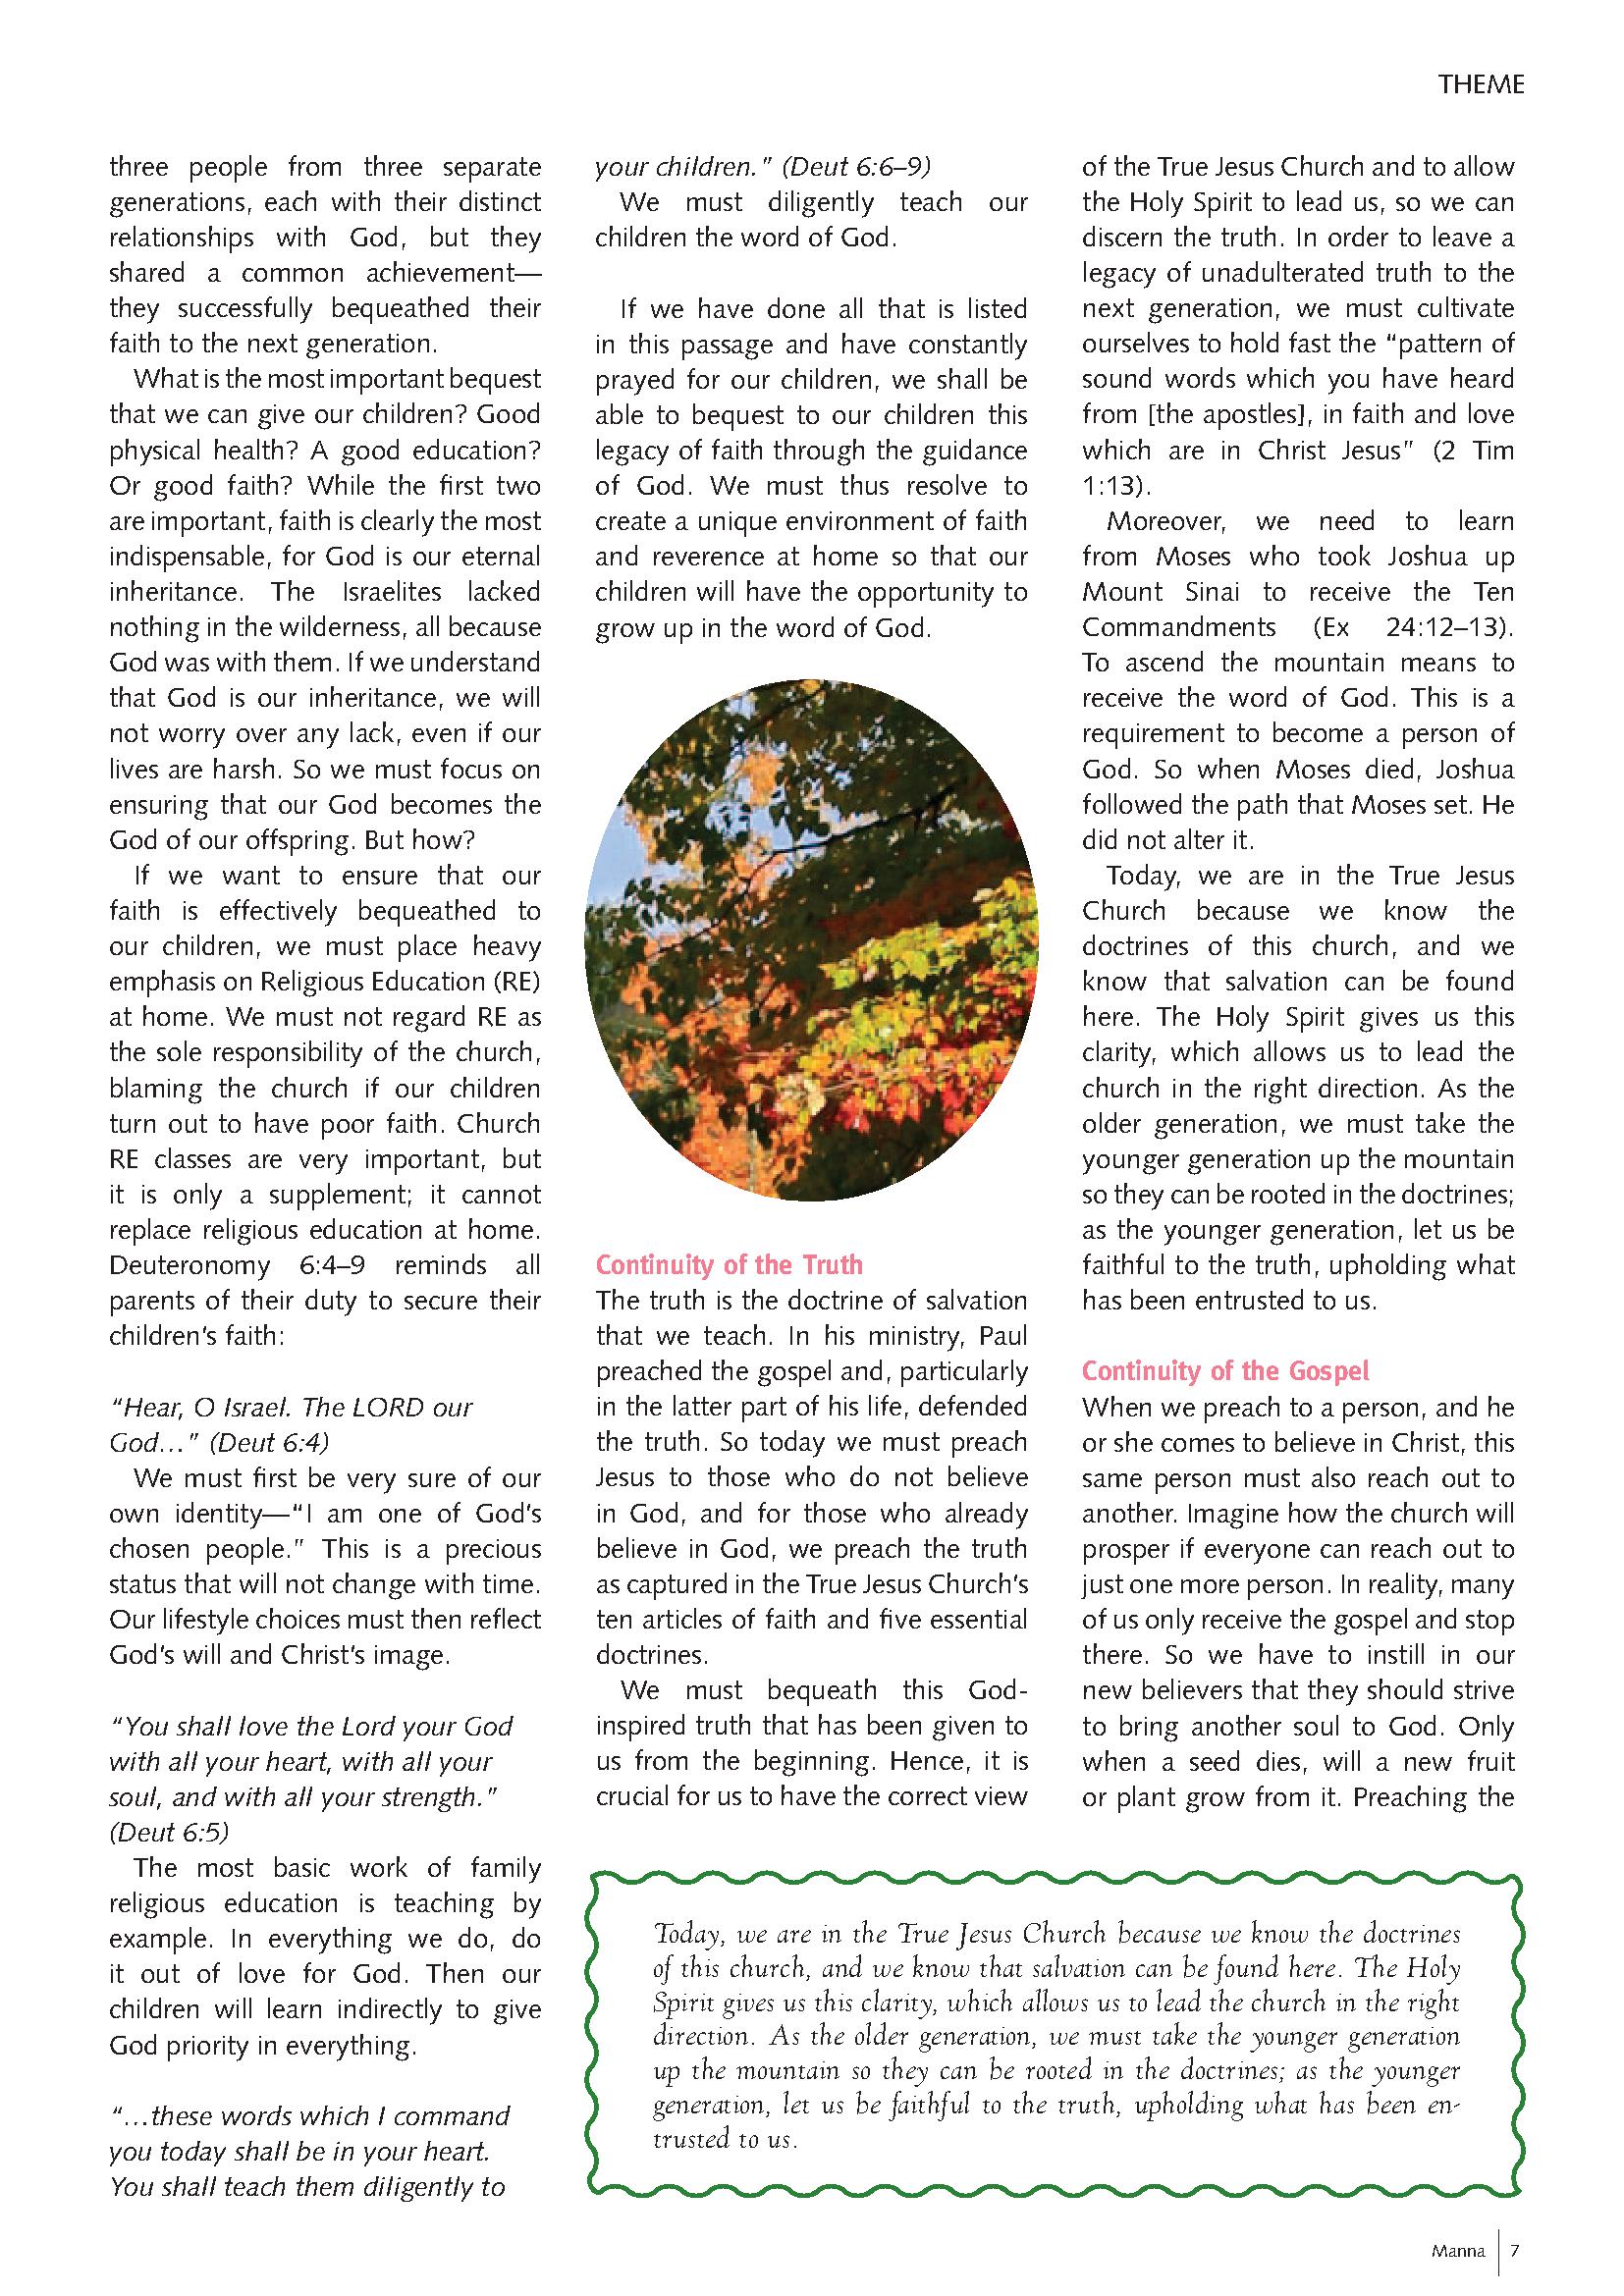 THEME
three people from three separate
generations, each with their distinct
relationships with God, but they
shared a common achievement—
they successfully bequeathed their
faith to the next generation.
What is the most important bequest
that we can give our children? Good
physical health? A good education?
Or good faith? While the first two
are important, faith is clearly the most
indispensable, for God is our eternal
inheritance. The Israelites lacked
nothing in the wilderness, all because
God was with them. If we understand
that God is our inheritance, we will
not worry over any lack, even if our
lives are harsh. So we must focus on
ensuring that our God becomes the
God of our offspring. But how?
If we want to ensure that our
faith is effectively bequeathed to
our children, we must place heavy
emphasis on Religious Education (RE)
at home. We must not regard RE as
the sole responsibility of the church,
blaming the church if our children
turn out to have poor faith. Church
RE classes are very important, but
it is only a supplement; it cannot
replace religious education at home.
Deuteronomy 6:4–9 reminds all
parents of their duty to secure their
children's faith:
“Hear, O Israel. The LORD our
God…” (Deut 6:4)
We must first be very sure of our
own identity—“I am one of God's
chosen people.” This is a precious
status that will not change with time.
Our lifestyle choices must then reflect
God's will and Christ's image.
“You shall love the Lord your God
with all your heart, with all your
soul, and with all your strength.”
(Deut 6:5)
The most basic work of family
religious education is teaching by
example. In everything we do, do
it out of love for God. Then our
children will learn indirectly to give
God priority in everything.
“…these words which I command
you today shall be in your heart.
You shall teach them diligently to
your children.” (Deut 6:6–9)
We must diligently teach our
children the word of God.
If we have done all that is listed
in this passage and have constantly
prayed for our children, we shall be
able to bequest to our children this
legacy of faith through the guidance
of God. We must thus resolve to
create a unique environment of faith
and reverence at home so that our
children will have the opportunity to
grow up in the word of God.
Continuity of the Truth
The truth is the doctrine of salvation
that we teach. In his ministry, Paul
preached the gospel and, particularly
in the latter part of his life, defended
the truth. So today we must preach
Jesus to those who do not believe
in God, and for those who already
believe in God, we preach the truth
as captured in the True Jesus Church's
ten articles of faith and five essential
doctrines.
We must bequeath this God-
inspired truth that has been given to
us from the beginning. Hence, it is
crucial for us to have the correct view
of the True Jesus Church and to allow
the Holy Spirit to lead us, so we can
discern the truth. In order to leave a
legacy of unadulterated truth to the
next generation, we must cultivate
ourselves to hold fast the “pattern of
sound words which you have heard
from [the apostles], in faith and love
which are in Christ Jesus” (2 Tim
1:13).
Moreover, we need to learn
from Moses who took Joshua up
Mount Sinai to receive the Ten
Commandments (Ex 24:12–13).
To ascend the mountain means to
receive the word of God. This is a
requirement to become a person of
God. So when Moses died, Joshua
followed the path that Moses set. He
did not alter it.
Today, we are in the True Jesus
Church because we know the
doctrines of this church, and we
know that salvation can be found
here. The Holy Spirit gives us this
clarity, which allows us to lead the
church in the right direction. As the
older generation, we must take the
younger generation up the mountain
so they can be rooted in the doctrines;
as the younger generation, let us be
faithful to the truth, upholding what
has been entrusted to us.
Continuity of the Gospel
When we preach to a person, and he
or she comes to believe in Christ, this
same person must also reach out to
another. Imagine how the church will
prosper if everyone can reach out to
just one more person. In reality, many
of us only receive the gospel and stop
there. So we have to instill in our
new believers that they should strive
to bring another soul to God. Only
when a seed dies, will a new fruit
or plant grow from it. Preaching the
Today, we are in the True Jesus Church because we know the doctrines
of this church, and we know that salvation can be found here. The Holy
Spirit gives us this clarity, which allows us to lead the church in the right
direction. As the older generation, we must take the younger generation
up the mountain so they can be rooted in the doctrines; as the younger
generation, let us be faithful to the truth, upholding what has been en-
trusted to us.
Manna 7